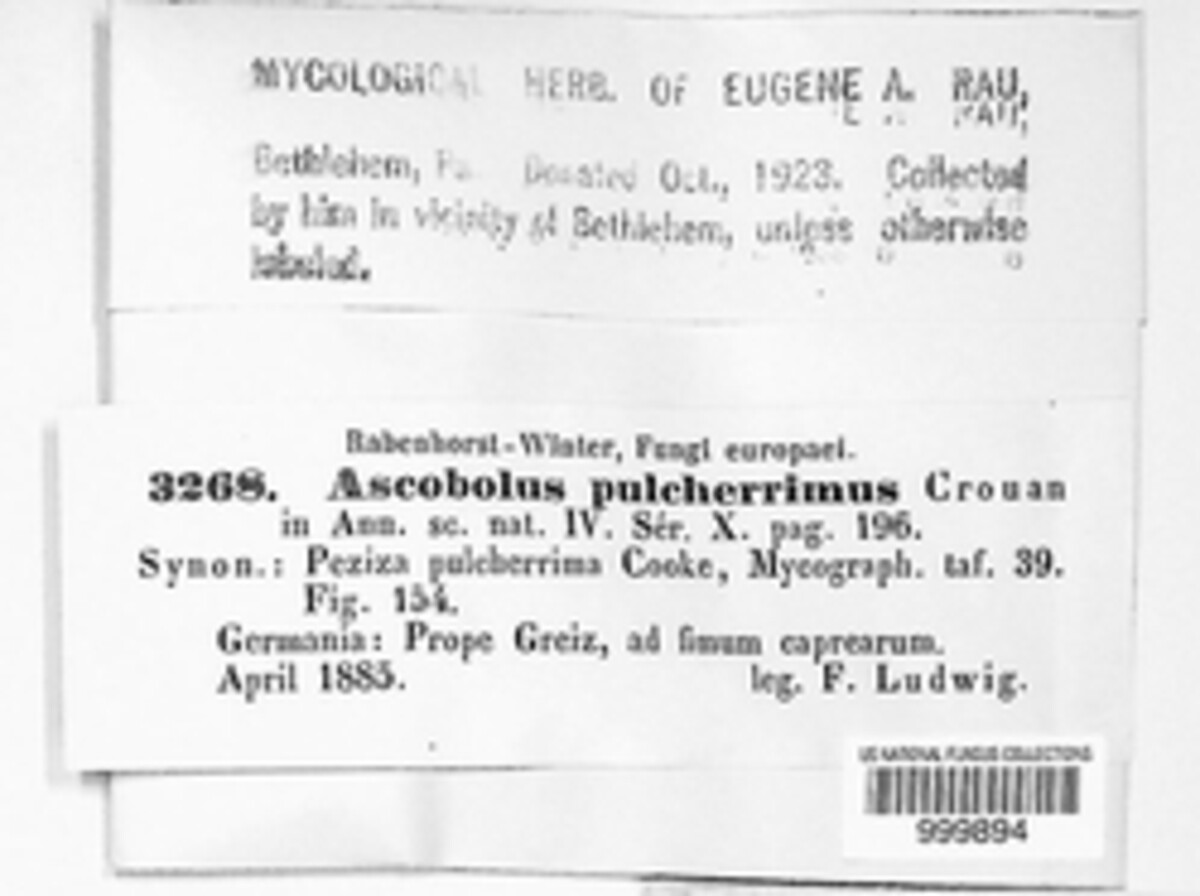 MYCOLOGICAL HERB. OF EUGENE A. RAU,
Bethlehem, Pa. Donated Oct., 1923. Collected
by him in vicinity of Bethlehem, unless otherwise
labeled.
Rabenhorst-Winter, Fungi europaei.
3268. Ascobolus pulcherrimus Crouan
in Ann. sc. nat. IV. Sér. X. pag. 196.
Synon.: Peziza pulcherrima Cooke, Mycograph. taf. 39.
Fig. 154.
Germania: Prope Greiz, ad fimum caprearum.
April 1885. leg. F. Ludwig.
US NATIONAL FUNGUS COLLECTIONS
999894